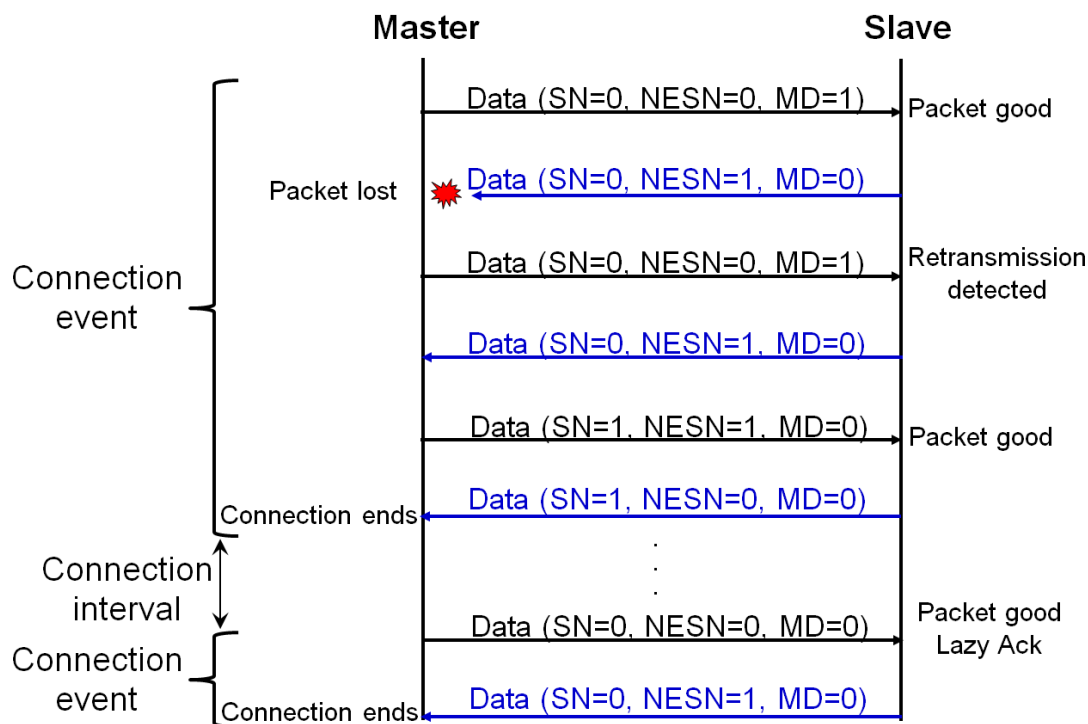 Master
Slave
Data (SN=0, NESN=0, MD=1)
Packet good
Packet lost
Data (SN=0, NESN=1, MD=0)
Data (SN=0, NESN=0, MD=1)
Retransmission
detected
Connection
event
Data (SN=0, NESN=1, MD=0)
Data (SN=1, NESN=1, MD=0)
Packet good
Data (SN=1, NESN=0, MD=0)
Connection ends
Connection
interval
Data (SN=0, NESN=0, MD=0)
Packet good
Lazy Ack
Connection
event
Data (SN=0, NESN=1, MD=0)
Connection ends